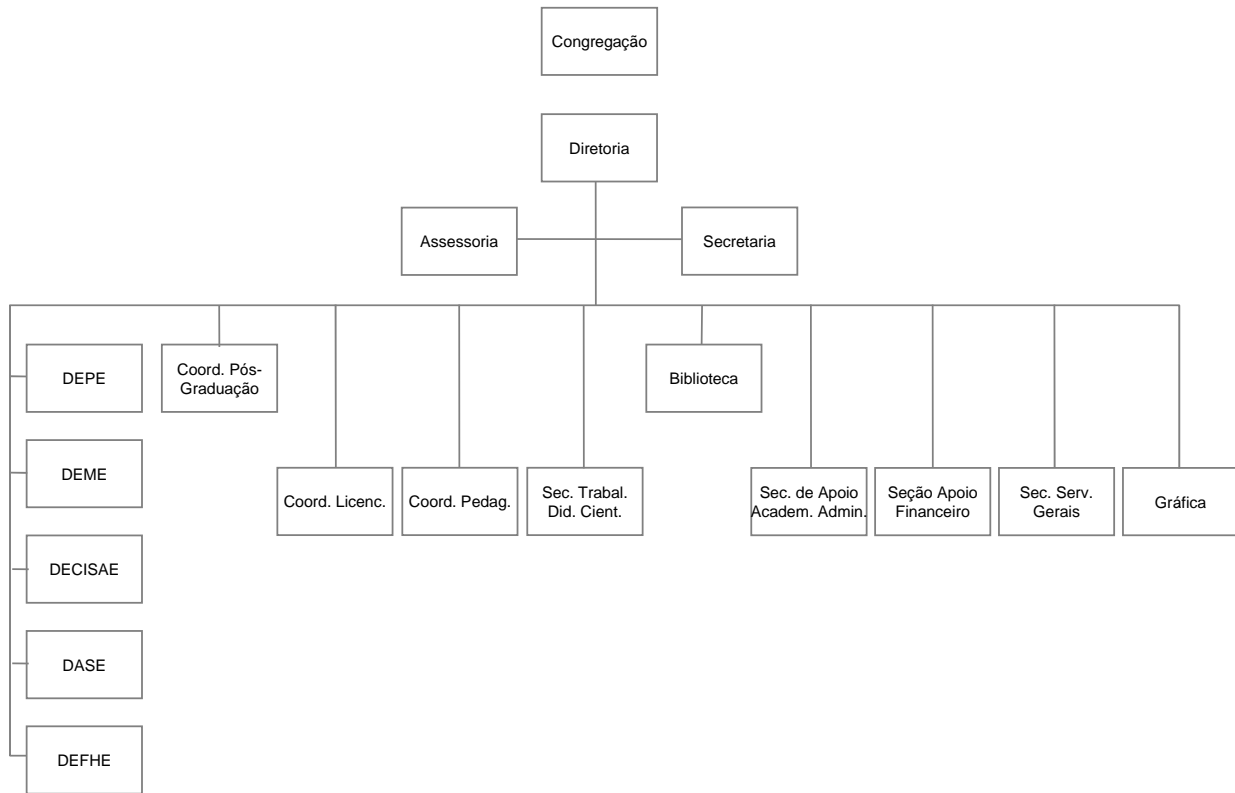 Congregação
Diretoria
Assessoria
Secretaria
DEPE
Coord. Pós-
Graduação
Biblioteca
DEME
Coord. Licenc.
Coord. Pedag.
Sec. Trabal.
Did. Cient.
Sec. de Apoio
Academ. Admin.
Seção Apoio
Financeiro
Sec. Serv.
Gerais
Gráfica
DECISAE
DASE
DEFHE